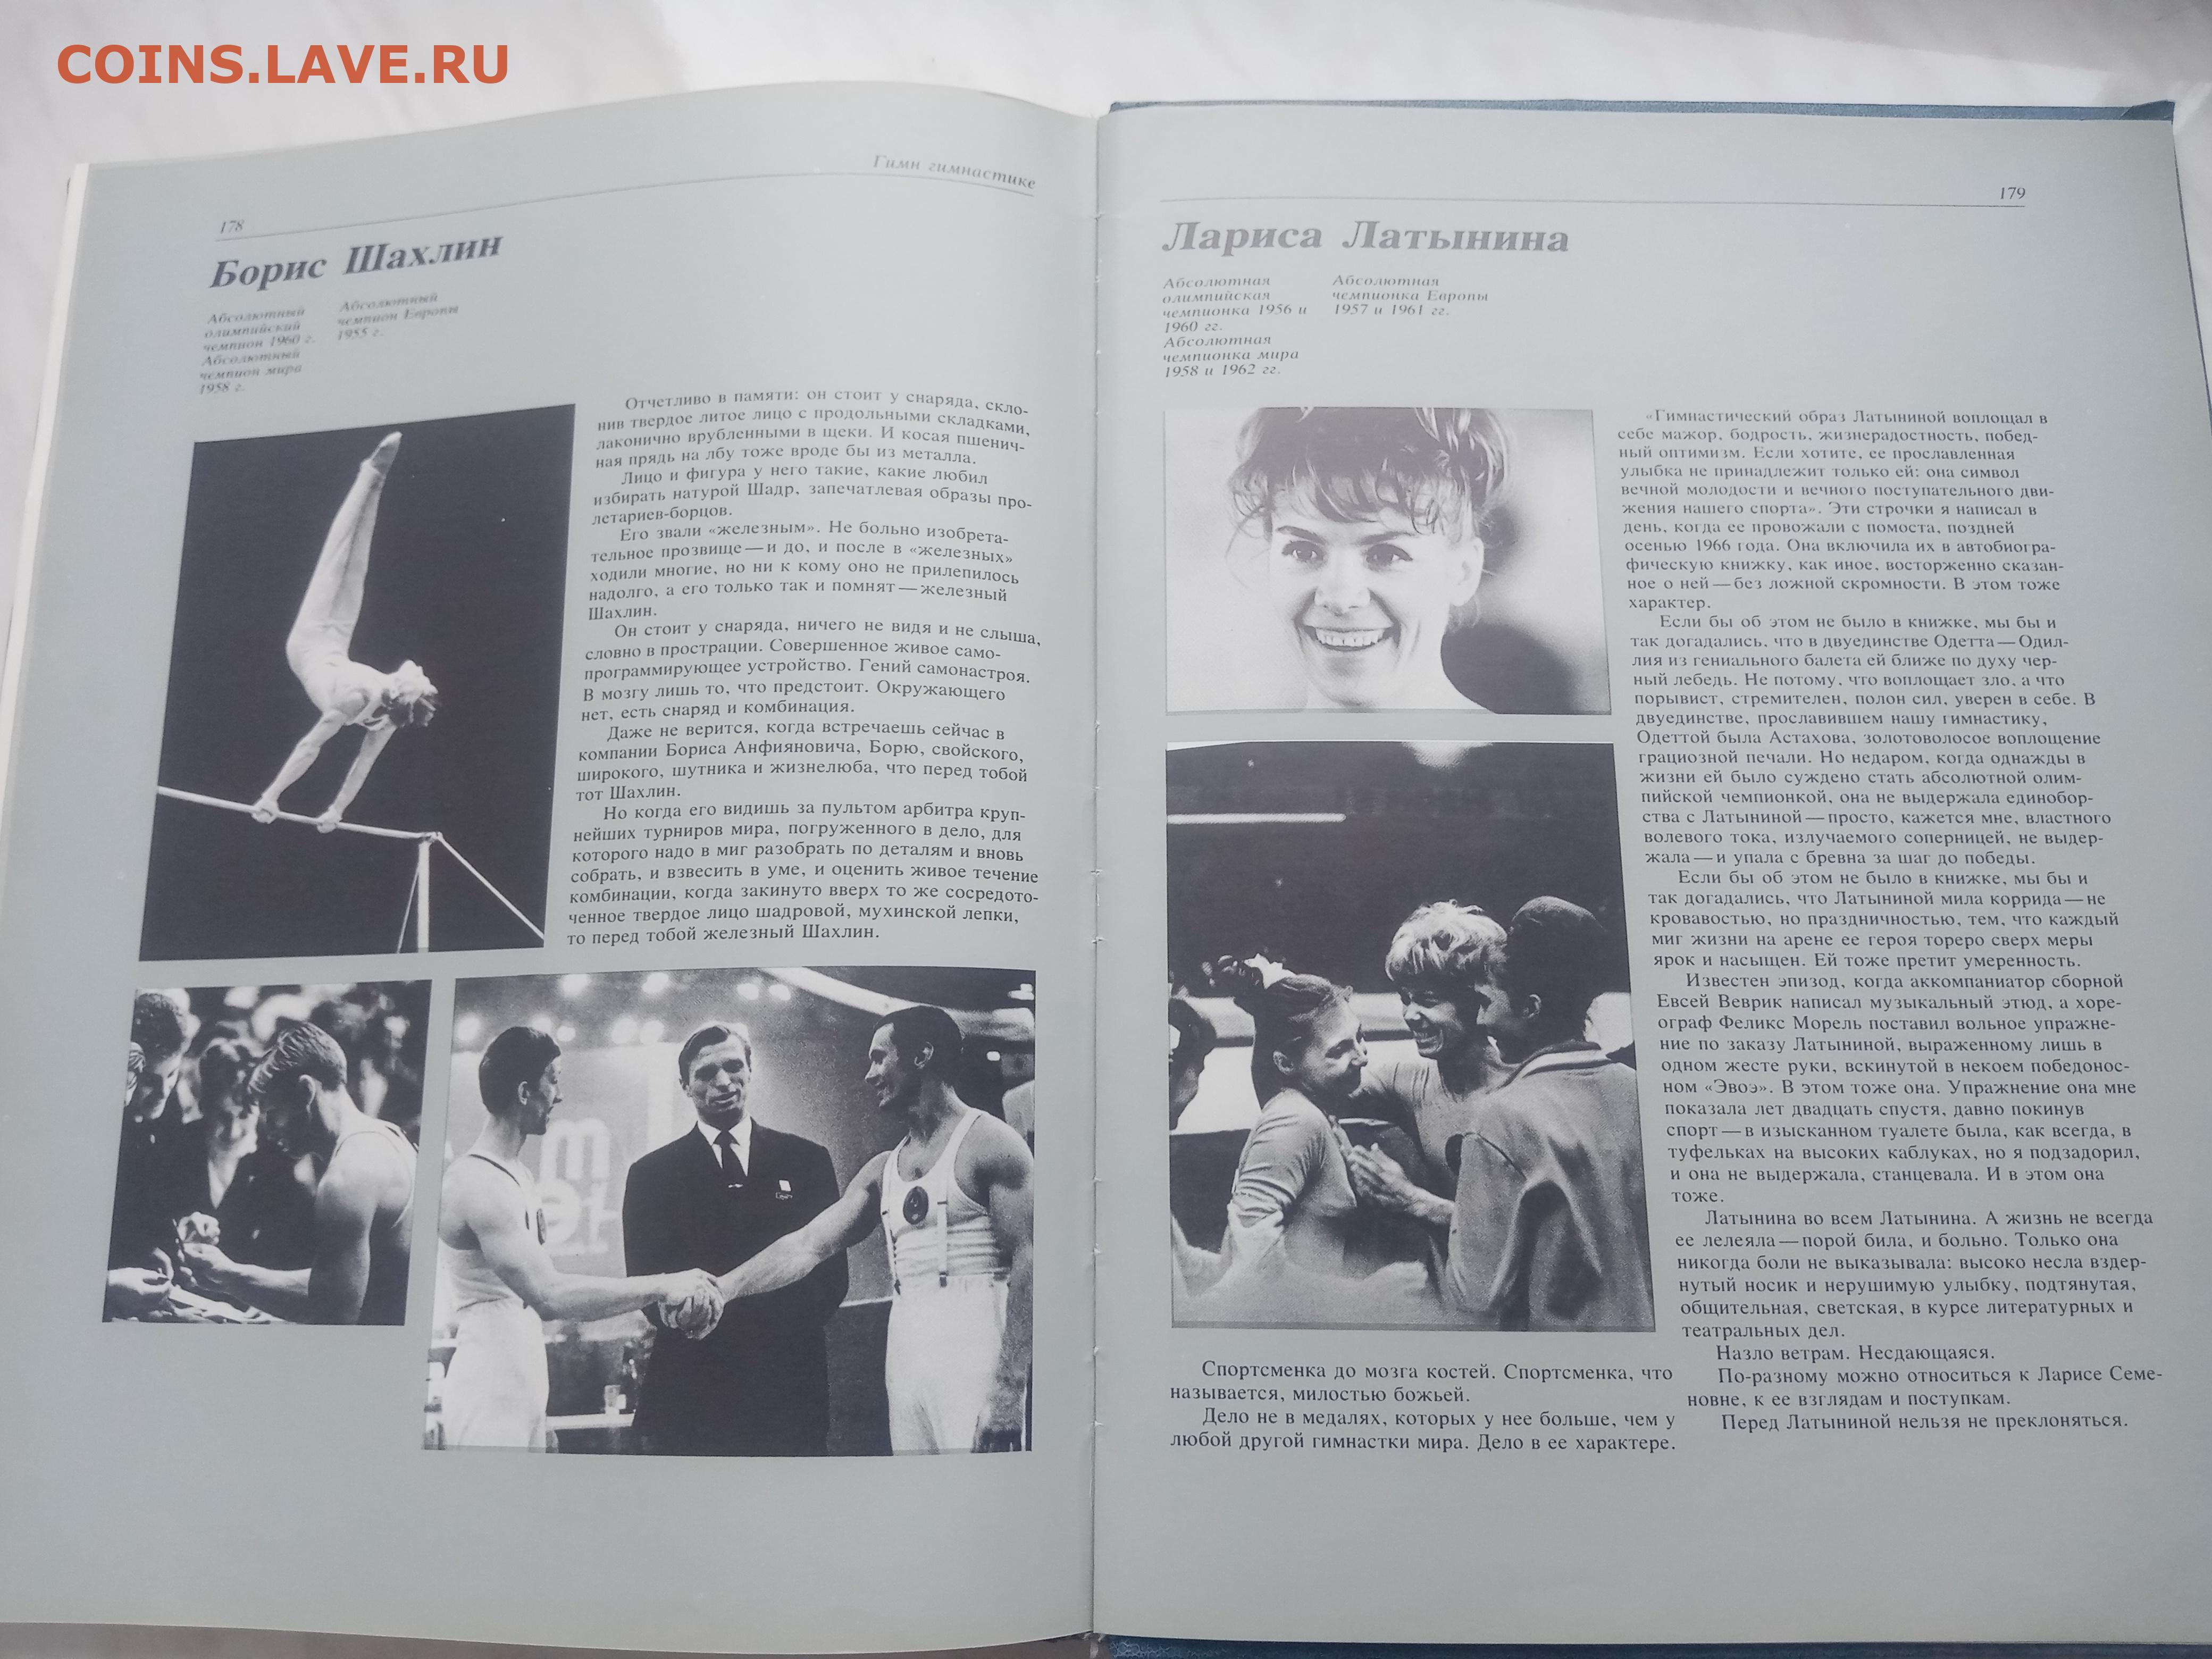 COINS.LAVE.RU
Гимн гимнастике
178
Борис Шахлин
Абсолютный
олимпийский
чемпион 1960 г.
Абсолютный
чемпион мира
1958 г.
Абсолютный
чемпион Европы
1955 г.
Отчетливо в памяти: он стоит у снаряда, скло-
нив твердое литое лицо с продольными складками,
лаконично врубленными в щеки. И косая пшенич-
ная прядь на лбу тоже вроде бы из металла.
Лицо и фигура у него такие, какие любил
избирать натурой Шадр, запечатлевая образы про-
летариев-борцов.
Его звали «железным». Не больно изобрета-
тельное прозвище — и до, и после в «железных»
ходили многие, но ни к кому оно не прилепилось
надолго, а его только так и помнят — железный
Шахлин.
Он стоит у снаряда, ничего не видя и не слыша,
словно в прострации. Совершенное живое само-
программирующее устройство. Гений самонастроя.
В мозгу лишь то, что предстоит. Окружающего
нет, есть снаряд и комбинация.
Даже не верится, когда встречаешь сейчас в
компании Бориса Анфияновича, Борю, свойского,
широкого, шутника и жизнелюба, что перед тобой
тот Шахлин.
Но когда его видишь за пультом арбитра круп-
нейших турниров мира, погруженного в дело, для
которого надо в миг разобрать по деталям и вновь
собрать, и взвесить в уме, и оценить живое течение
комбинации, когда закинуто вверх то же сосредото-
ченное твердое лицо шадровой, мухинской лепки,
то перед тобой железный Шахлин.
179
Лариса Латынина
Абсолютная
олимпийская
чемпионка 1956 и
1960 гг.
Абсолютная
чемпионка мира
1958 и 1962 гг.
Абсолютная
чемпионка Европы
1957 и 1961 гг.
Спортсменка до мозга костей. Спортсменка, что
называется, милостью божьей.
Дело не в медалях, которых у нее больше, чем у
любой другой гимнастки мира. Дело в ее характере.
«Гимнастический образ Латыниной воплощал в
себе мажор, бодрость, жизнерадостность, побед-
ный оптимизм. Если хотите, ее прославленная
улыбка не принадлежит только ей: она символ
вечной молодости и вечного поступательного дви-
жения нашего спорта». Эти строчки я написал в
день, когда ее провожали с помоста, поздней
осенью 1966 года. Она включила их в автобиогра-
фическую книжку, как иное, восторженно сказан-
ное о ней — без ложной скромности. В этом тоже
характер.
Если бы об этом не было в книжке, мы бы и
так догадались, что в двуединстве Одетта — Одил-
лия из гениального балета ей ближе по духу чер-
ный лебедь. Не потому, что воплощает зло, а что
порывист, стремителен, полон сил, уверен в себе. В
двуединстве, прославившем нашу гимнастику,
Одеттой была Астахова, золотоволосое воплощение
грациозной печали. Но недаром, когда однажды в
жизни ей было суждено стать абсолютной олим-
пийской чемпионкой, она не выдержала единобор-
ства с Латыниной — просто, кажется мне, властного
волевого тока, излучаемого соперницей, не выдер-
жала — и упала с бревна за шаг до победы.
Если бы об этом не было в книжке, мы бы и
так догадались, что Латыниной мила коррида — не
кровавостью, но праздничностью, тем, что каждый
миг жизни на арене ее героя тореро сверх меры
ярок и насыщен. Ей тоже претит умеренность.
Известен эпизод, когда аккомпаниатор сборной
Евсей Веврик написал музыкальный этюд, а хоре-
ограф Феликс Морель поставил вольное упражне-
ние по заказу Латыниной, выраженному лишь в
одном жесте руки, вскинутой в некоем победонос-
ном «Эвоэ». В этом тоже она. Упражнение она мне
показала лет двадцать спустя, давно покинув
спорт — в изысканном туалете была, как всегда, в
туфельках на высоких каблуках, но я подзадорил,
и она не выдержала, станцевала. И в этом она
тоже.
Латынина во всем Латынина. А жизнь не всегда
ее лелеяла — порой била, и больно. Только она
никогда боли не выказывала: высоко несла вздер-
нутый носик и нерушимую улыбку, подтянутая,
общительная, светская, в курсе литературных и
театральных дел.
Назло ветрам. Несдающаяся.
По-разному можно относиться к Ларисе Семе-
новне, к ее взглядам и поступкам.
Перед Латыниной нельзя не преклоняться.